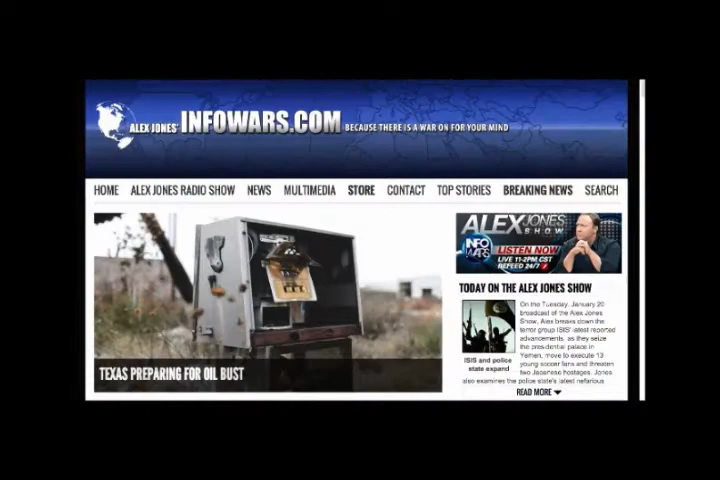 ALEX JONES' INFOWARS.COM BECAUSE THERE IS A WAR ON FOR YOUR MIND
HOME ALEX JONES RADIO SHOW NEWS MULTIMEDIA STORE CONTACT TOP STORIES BREAKING NEWS SEARCH
TEXAS PREPARING FOR OIL BUST
ALEX JONES
SHOW
INFO
WARS
LISTEN NOW
LIVE 11-2PM CST
REFEED 24/7
TODAY ON THE ALEX JONES SHOW
ISIS and police
state expand
On the Tuesday, January 20
broadcast of the Alex Jones
Show, Alex breaks down the
terror group ISIS' latest reported
advancements, as they seize
the presidential palace in
Yemen, move to execute 13
young soccer fans and threaten
two Japanese hostages. Jones
also examines the police state's latest nefarious
READ MORE